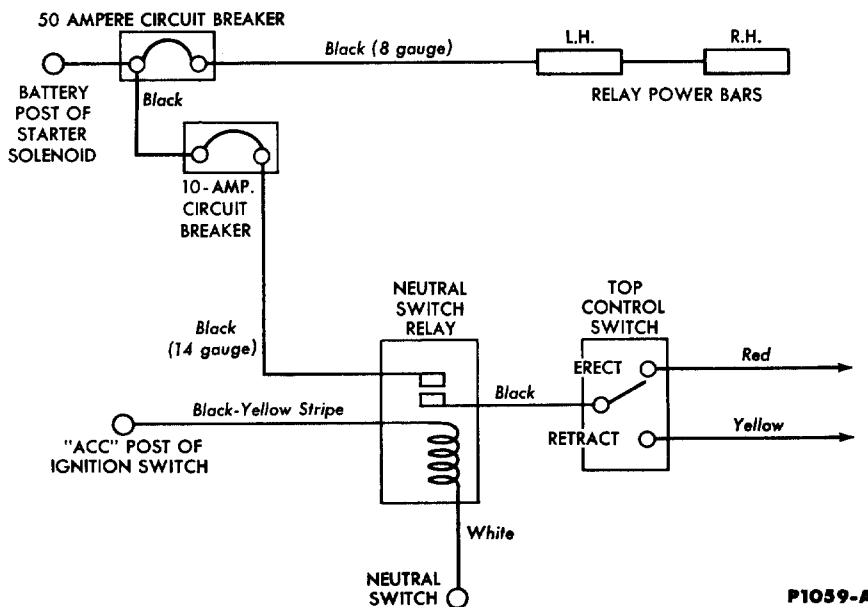 50 AMPERE CIRCUIT BREAKER
Black (8 gauge)
L.H.
R.H.
BATTERY
POST OF
STARTER
SOLENOID
Black
RELAY POWER BARS
10-AMP.
CIRCUIT
BREAKER
NEUTRAL
SWITCH
RELAY
TOP
CONTROL
SWITCH
Black
(14 gauge)
ERECT
Red
Black
Black-Yellow Stripe
"ACC" POST OF
IGNITION SWITCH
RETRACT
Yellow
White
NEUTRAL
SWITCH
P1059-A